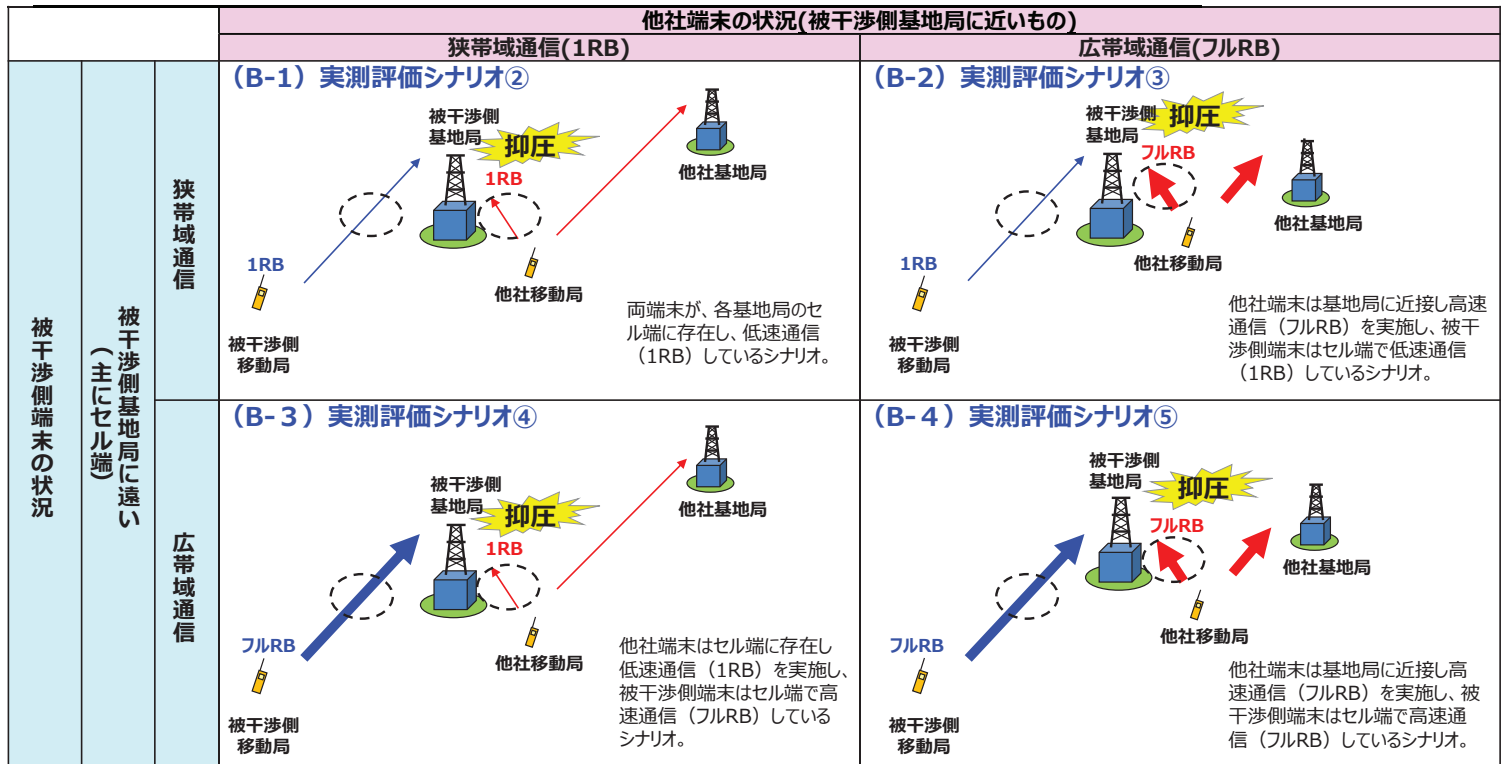 他社端末の状況(被干渉側基地局に近いもの)
狭帯域通信(1RB)
広帯域通信(フルRB)
被干渉側端末の状況
被干渉側基地局に遠い
(主にセル端)
狭帯域通信
広帯域通信
(B-1)実測評価シナリオ②
被干渉側
基地局
抑圧
1RB
他社基地局
1RB
他社移動局
被干渉側
移動局
両端末が、各基地局のセ
ル端に存在し、低速通信
(1RB)しているシナリオ。
(B-2)実測評価シナリオ③
被干渉側
基地局
抑圧
フルRB
他社基地局
1RB
他社移動局
被干渉側
移動局
他社端末は基地局に近接し高速
通信(フルRB)を実施し、被干
渉側端末はセル端で低速通信
(1RB)しているシナリオ。
(B-3)実測評価シナリオ④
被干渉側
基地局
抑圧
1RB
他社基地局
フルRB
他社移動局
被干渉側
移動局
他社端末はセル端に存在し
低速通信(1RB)を実施し、
被干渉側端末はセル端で高
速通信(フルRB)している
シナリオ。
(B-4)実測評価シナリオ⑤
被干渉側
基地局
抑圧
フルRB
他社基地局
フルRB
他社移動局
被干渉側
移動局
他社端末は基地局に近接し高
速通信(フルRB)を実施し、被
干渉側端末はセル端で高速通
信(フルRB)しているシナリオ。